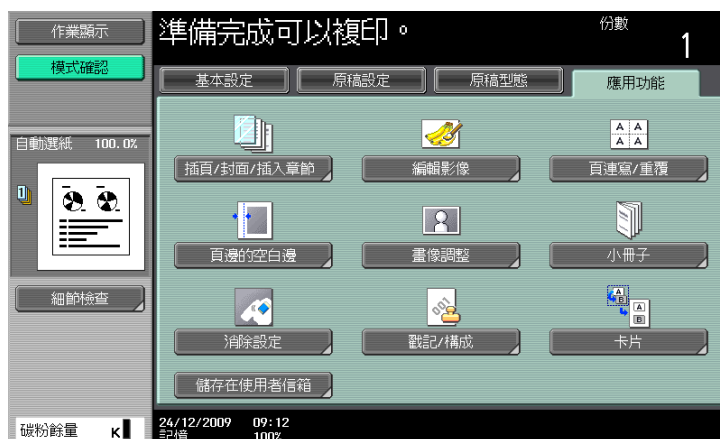 作業顯示
模式確認
準備完成可以複印。
份數
1
基本設定
原稿設定
原稿型態
應用功能
自動選紙 100.0%
1
插頁/封面/插入章節
編輯影像
頁連寫/重覆
頁邊的空白邊
畫像調整
小冊子
細節檢查
消除設定
戳記/構成
卡片
儲存在使用者信箱
碳粉餘量 K
24/12/2009 09:12
記憶 100%